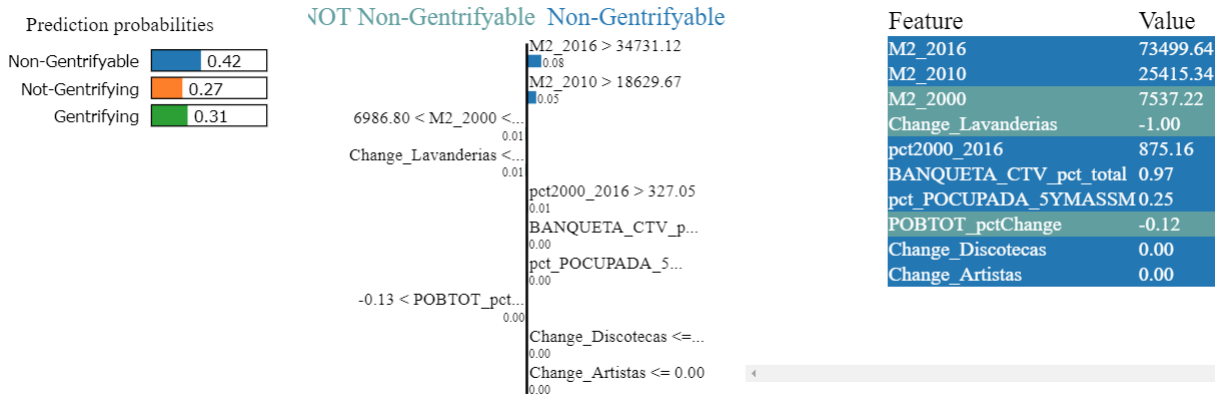 Prediction probabilities
Non-Gentrifyable 0.42
Not-Gentrifying 0.27
Gentrifying 0.31
NOT Non-Gentrifyable Non-Gentrifyable
M2_2016 > 34731.12
0.08
M2_2010 > 18629.67
0.05
6986.80 < M2_2000 <...
0.01
Change_Lavanderias <...
0.01
pct2000_2016 > 327.05
0.01
BANQUETA_CTV_p...
0.00
pct_POCUPADA_5...
0.00
-0.13 < POBTOT_pct...
0.00
Change_Discotecas <=...
0.00
Change_Artistas <= 0.00
0.00
Feature Value
M2_2016 73499.64
M2_2010 25415.34
M2_2000 7537.22
Change_Lavanderias -1.00
pct2000_2016 875.16
BANQUETA_CTV_pct_total 0.97
pct_POCUPADA_5YMASSM 0.25
POBTOT_pctChange -0.12
Change_Discotecas 0.00
Change_Artistas 0.00